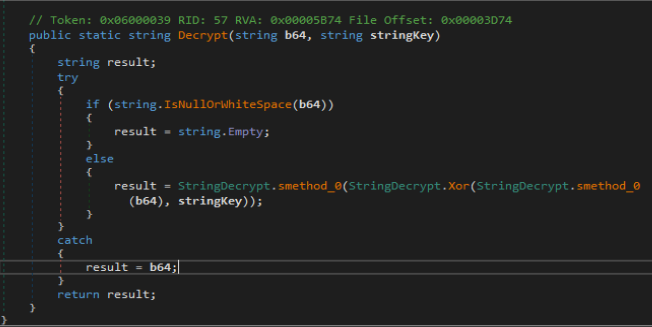 // Token: 0x06000039 RID: 57 RVA: 0x00005B74 File Offset: 0x00003D74
public static string Decrypt(string b64, string stringKey)
{
string result;
try
{
if (string.IsNullOrWhiteSpace(b64))
{
result = string.Empty;
}
else
{
result = StringDecrypt.smethod_0(StringDecrypt.Xor(StringDecrypt.smethod_0
(b64), stringKey));
}
}
catch
{
result = b64;
}
return result;
}
}